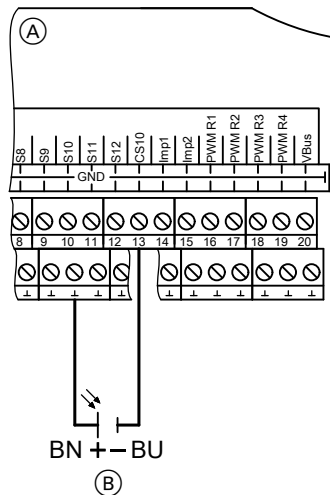 A
S8 S9 S10 S11 S12 CS10 Imp1 Imp2 PWM R1 PWM R2 PWM R3 PWM R4 VBus
GND
8 9 10 11 12 13 14 15 16 17 18 19 20
BN + − BU
B